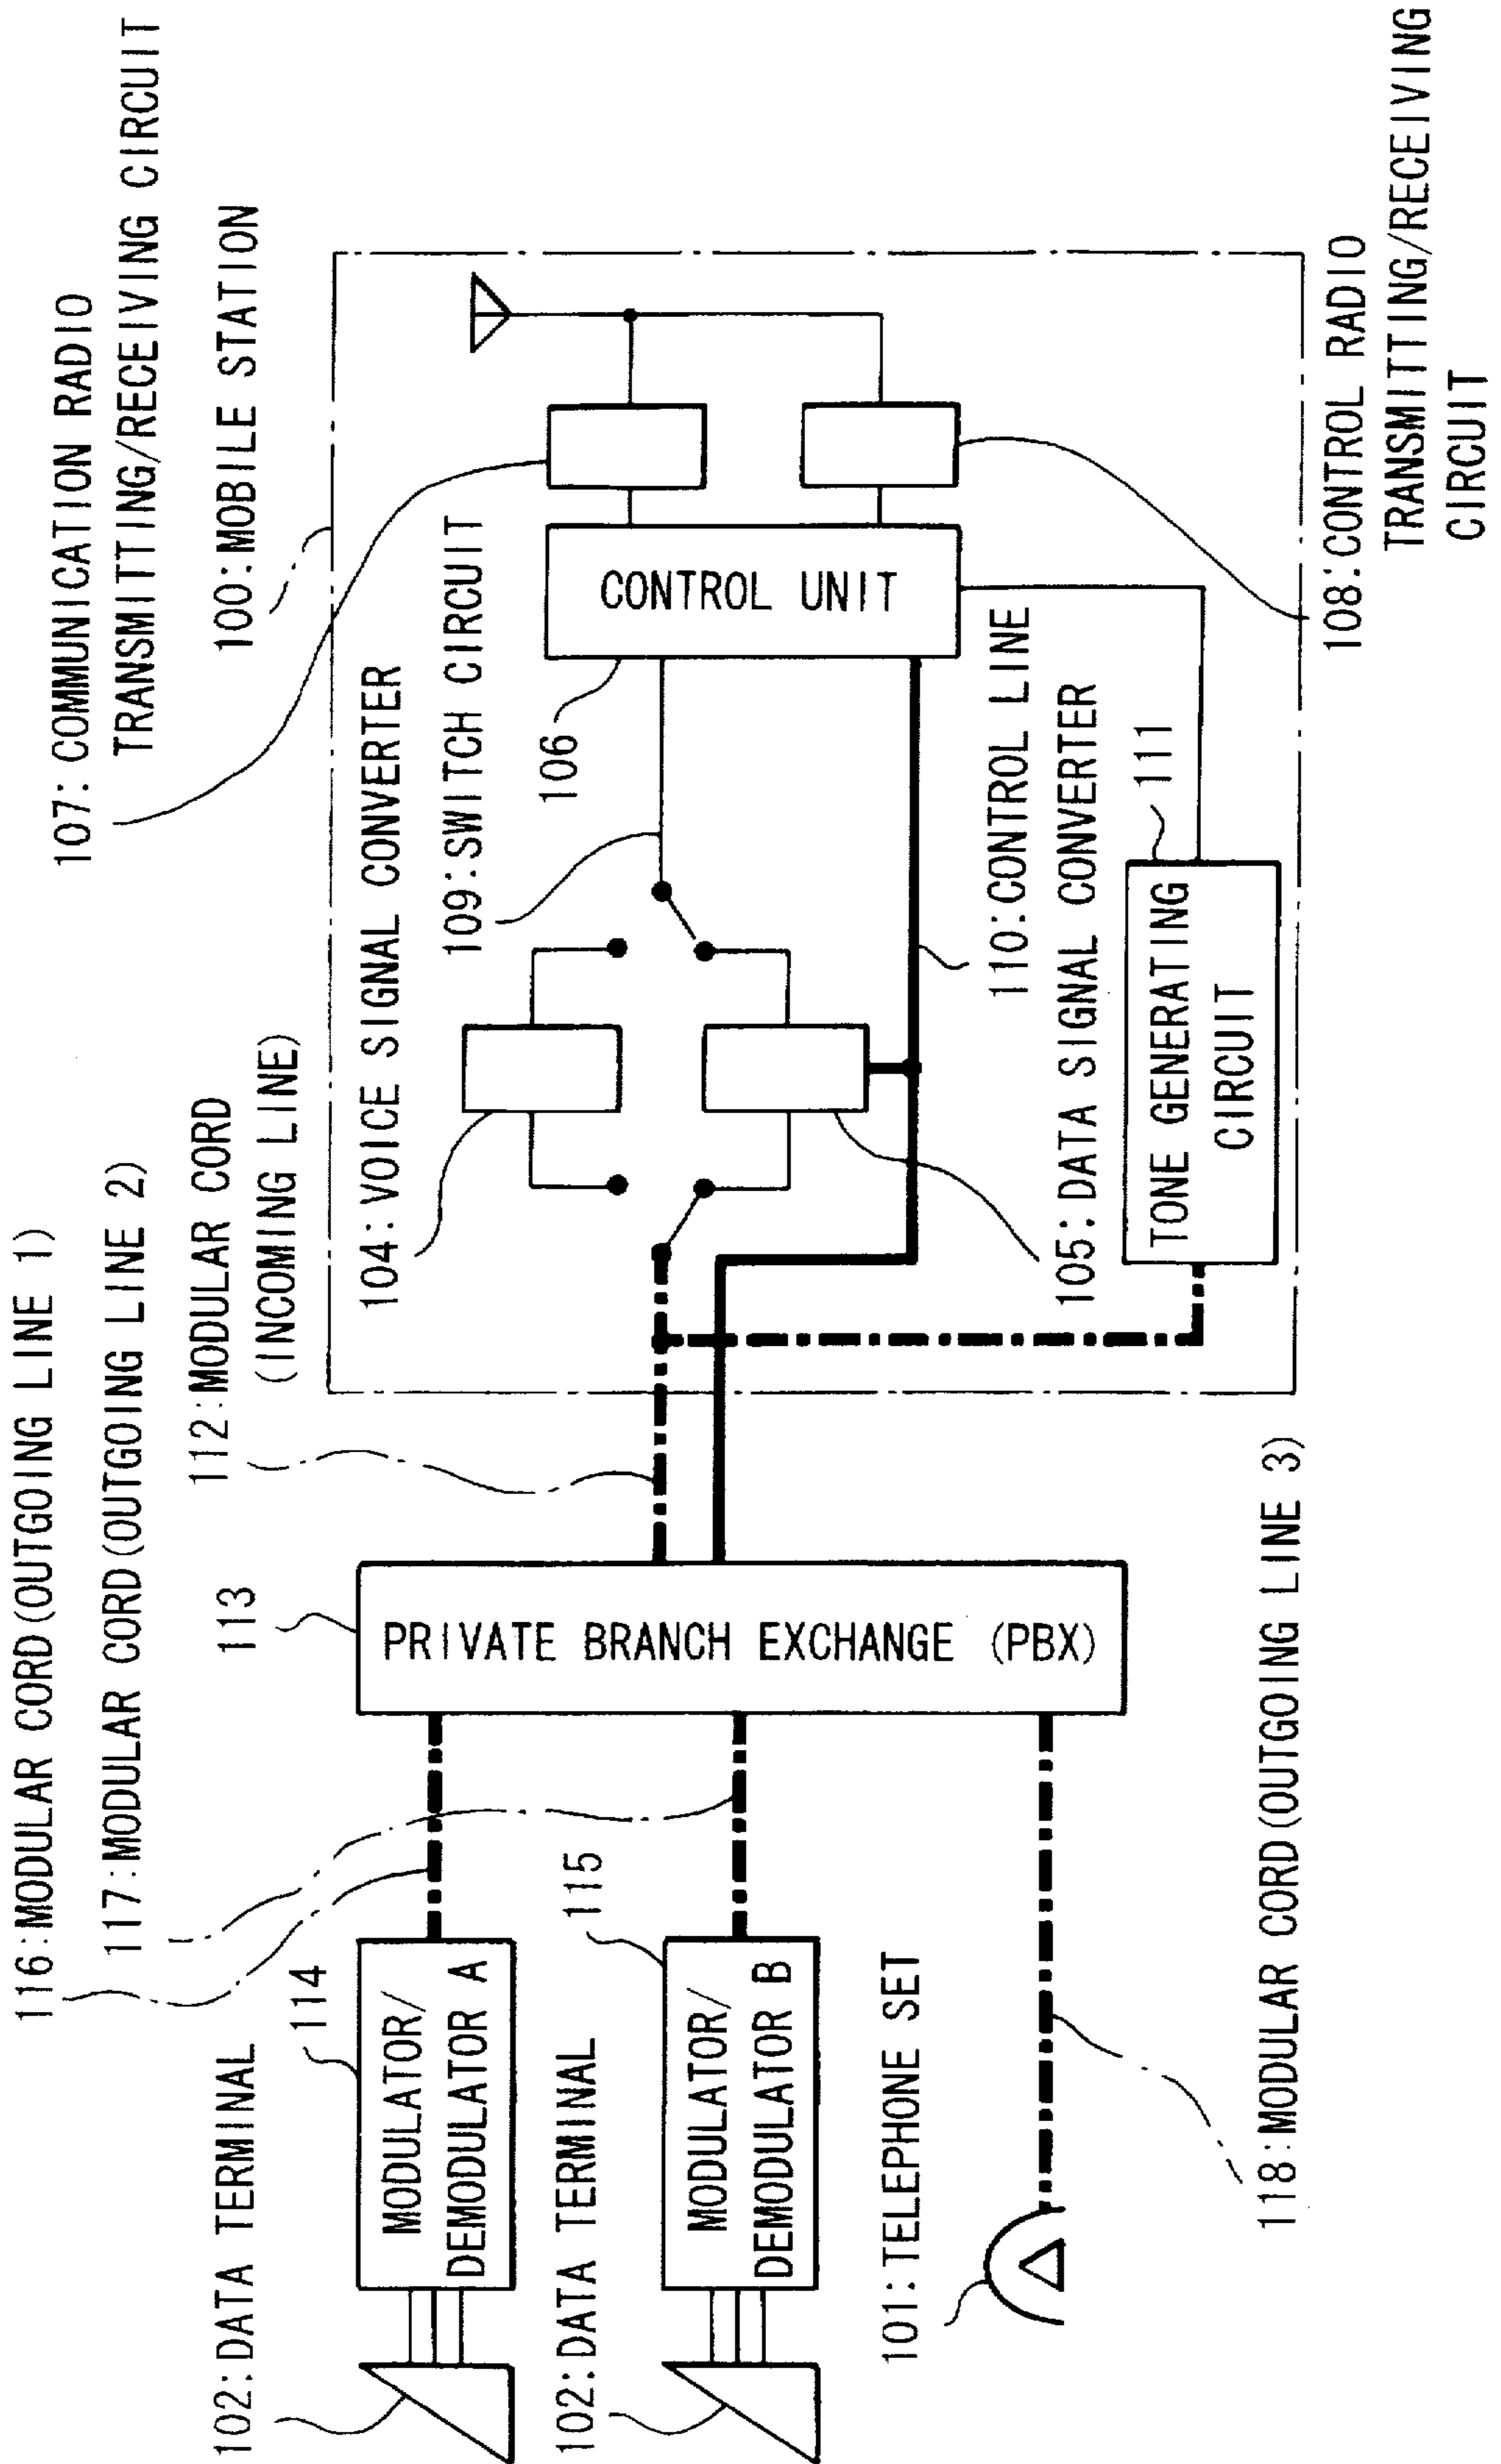 116:MODULAR CORD(OUTGOING LINE 1)
117:MODULAR CORD(OUTGOING LINE 2)
112:MODULAR CORD
(INCOMING LINE)
107:COMMUNICATION RADIO
TRANSMITTING/RECEIVING CIRCUIT
100:MOBILE STATION
102:DATA TERMINAL
114
MODULATOR/
DEMODULATOR A
113
PRIVATE BRANCH EXCHANGE (PBX)
104:VOICE SIGNAL CONVERTER
109:SWITCH CIRCUIT
106
CONTROL UNIT
102:DATA TERMINAL
115
MODULATOR/
DEMODULATOR B
101:TELEPHONE SET
110:CONTROL LINE
105:DATA SIGNAL CONVERTER
111
TONE GENERATING
CIRCUIT
118:MODULAR CORD(OUTGOING LINE 3)
108:CONTROL RADIO
TRANSMITTING/RECEIVING
CIRCUIT